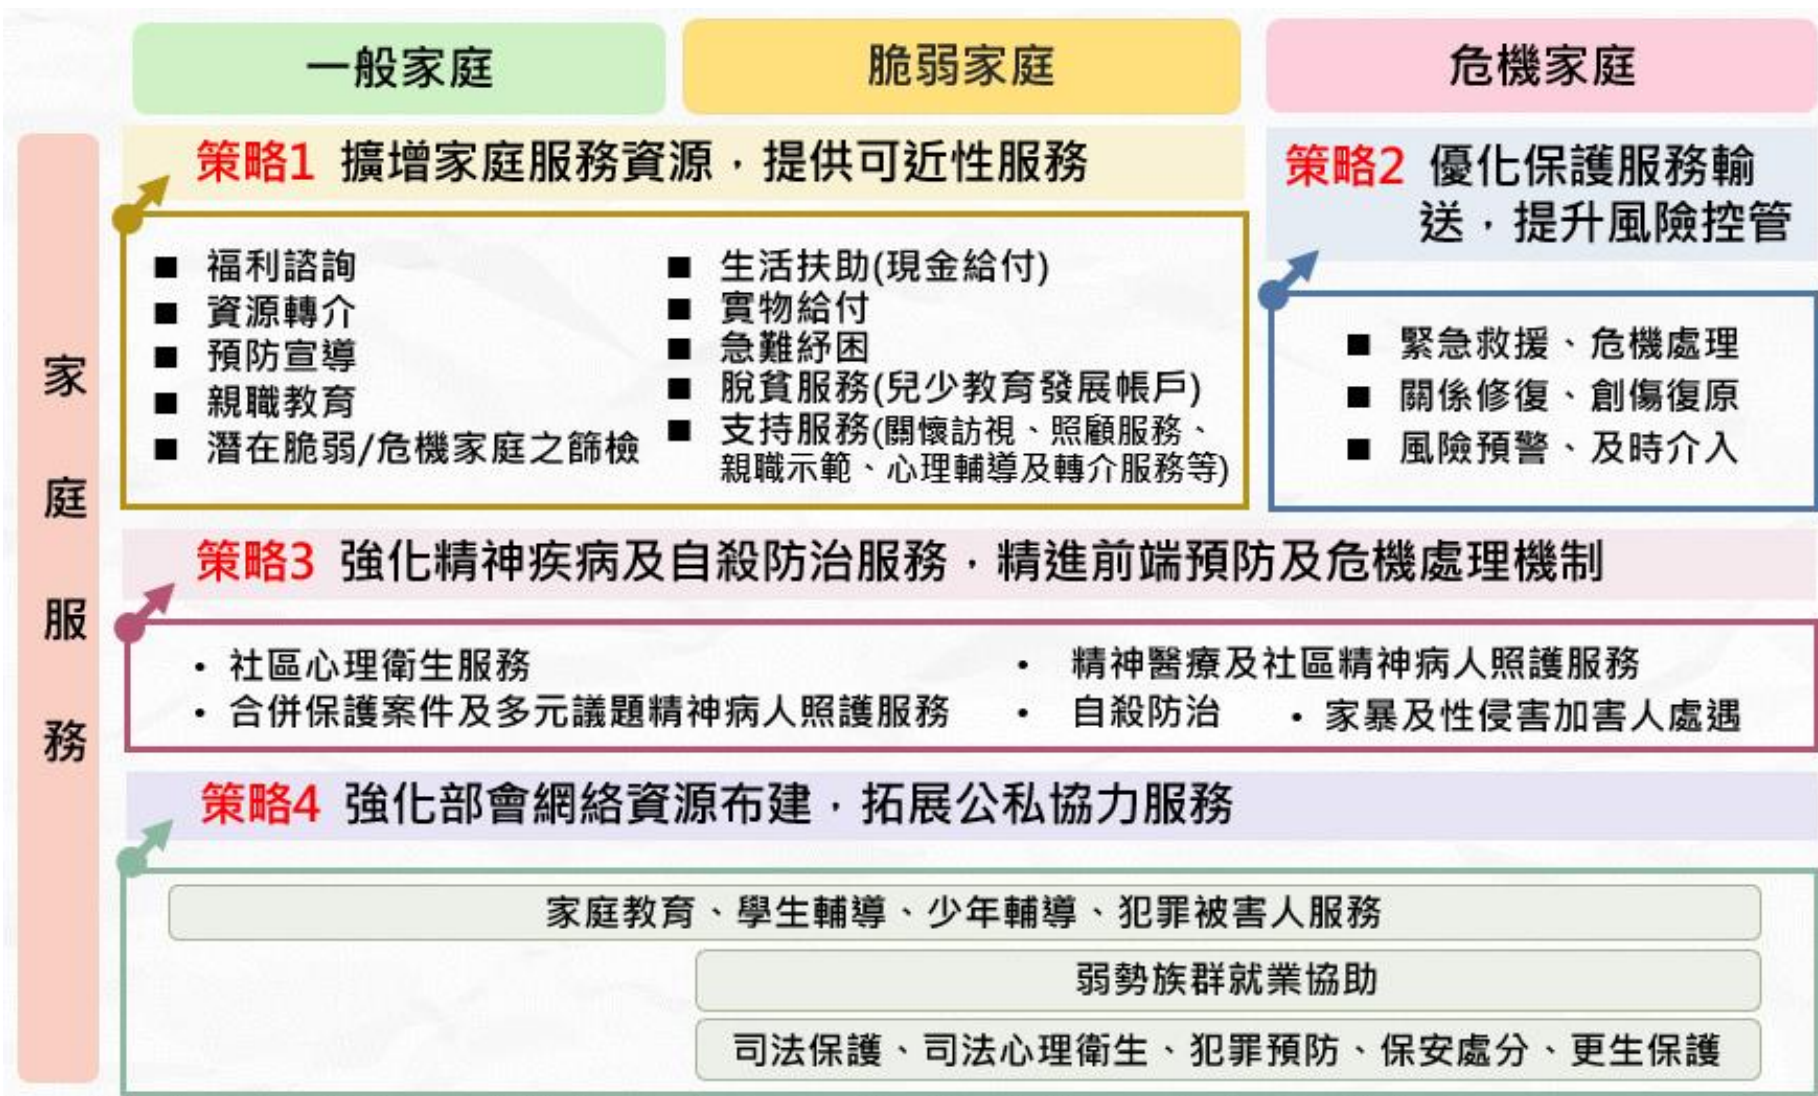 一般家庭
脆弱家庭
危機家庭
家庭服務
策略1 擴增家庭服務資源，提供可近性服務
■ 福利諮詢
■ 資源轉介
■ 預防宣導
■ 親職教育
■ 潛在脆弱/危機家庭之篩檢
■ 生活扶助(現金給付)
■ 實物給付
■ 急難紓困
■ 脫貧服務(兒少教育發展帳戶)
■ 支持服務(關懷訪視、照顧服務、
親職示範、心理輔導及轉介服務等)
策略2 優化保護服務輸
送，提升風險控管
■ 緊急救援、危機處理
■ 關係修復、創傷復原
■ 風險預警、及時介入
策略3 強化精神疾病及自殺防治服務，精進前端預防及危機處理機制
• 社區心理衛生服務
• 精神醫療及社區精神病人照護服務
• 合併保護案件及多元議題精神病人照護服務
• 自殺防治
• 家暴及性侵害加害人處遇
策略4 強化部會網絡資源布建，拓展公私協力服務
家庭教育、學生輔導、少年輔導、犯罪被害人服務
弱勢族群就業協助
司法保護、司法心理衛生、犯罪預防、保安處分、更生保護